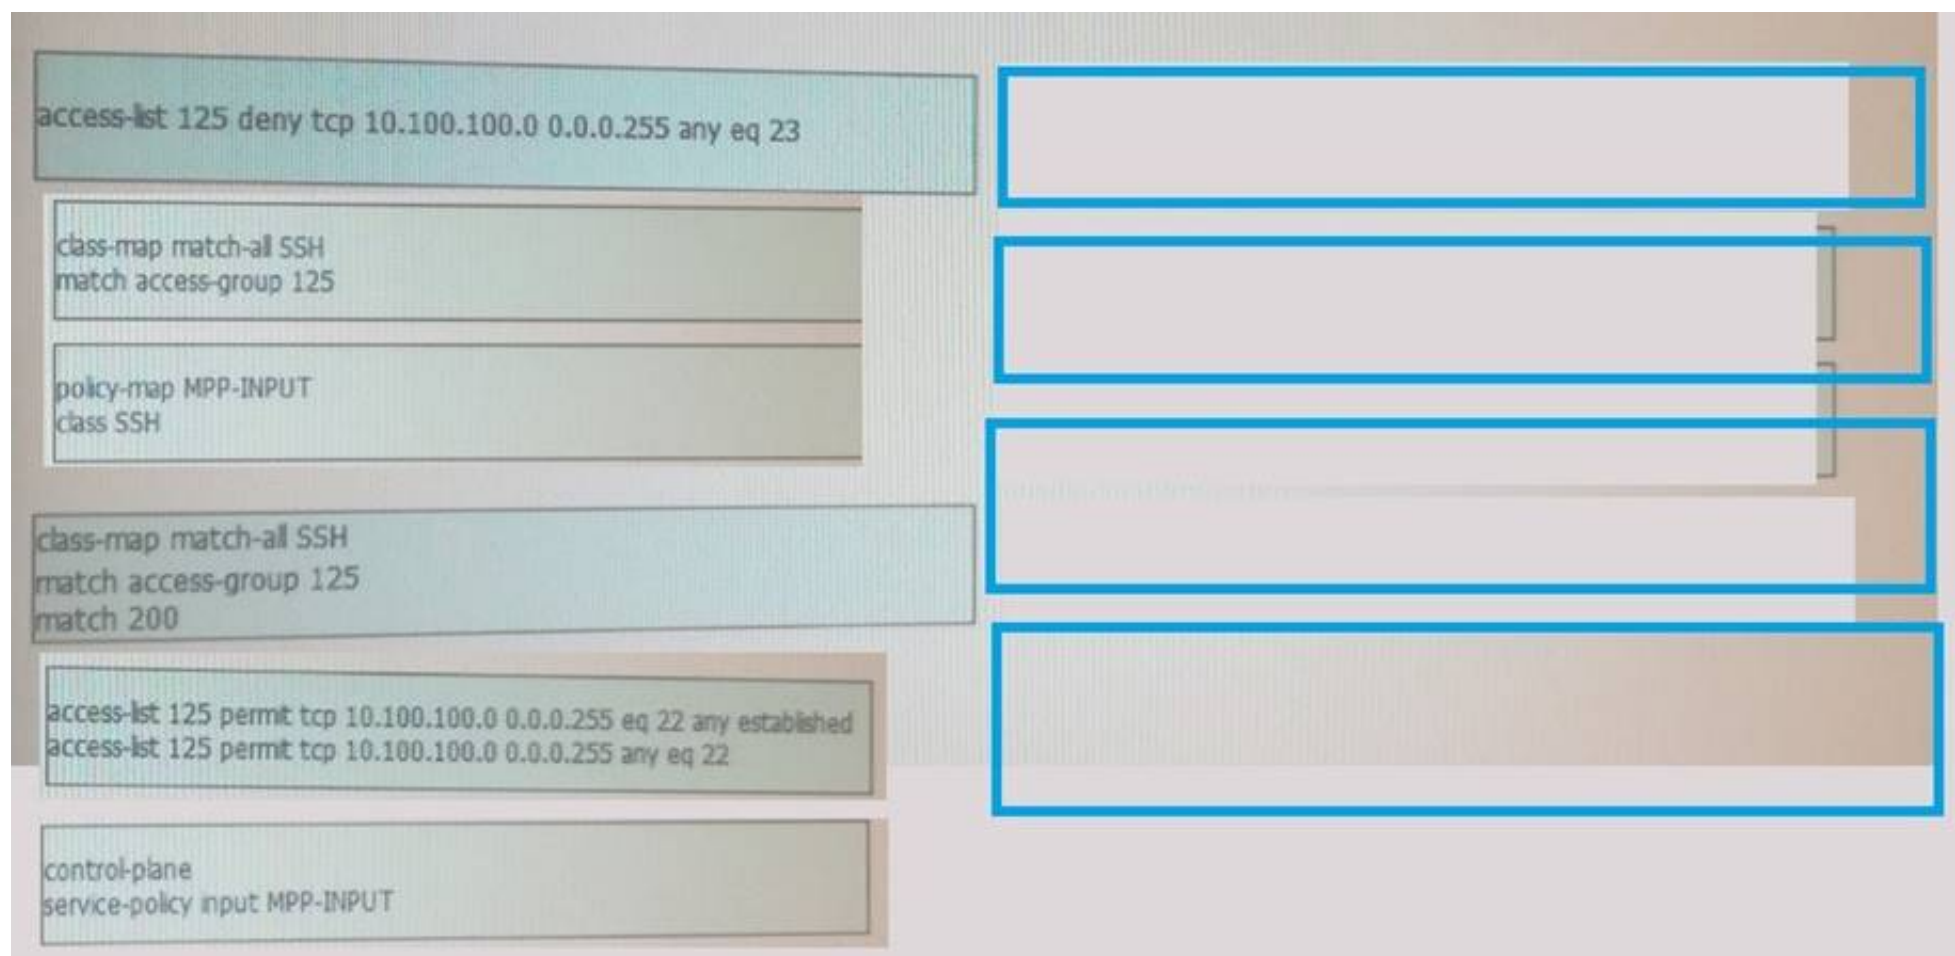 access-list 125 deny tcp 10.100.100.0 0.0.0.255 any eq 23
class-map match-all SSH
match access-group 125
policy-map MPP-INPUT
class SSH
class-map match-all SSH
match access-group 125
match 200
access-list 125 permit tcp 10.100.100.0 0.0.0.255 eq 22 any established
access-list 125 permit tcp 10.100.100.0 0.0.0.255 any eq 22
control-plane
service-policy input MPP-INPUT